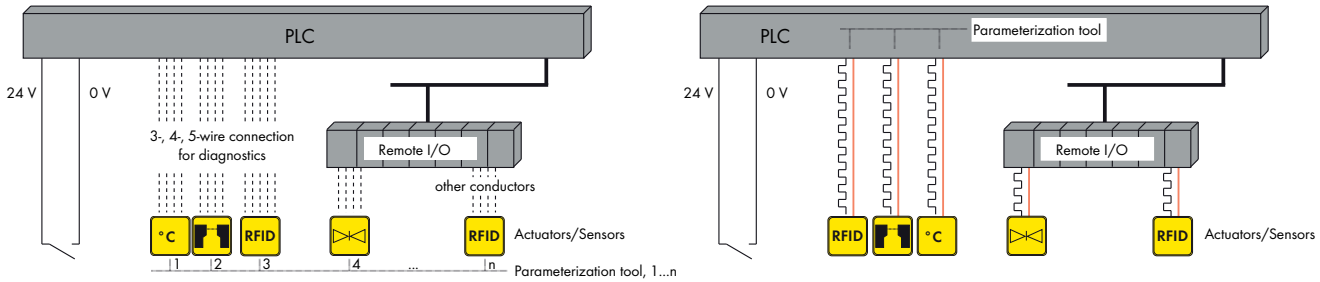 PLC
24 V
0 V
3-, 4-, 5-wire connection
for diagnostics
Remote I/O
other conductors
°C
RFID
RFID
Actuators/Sensors
1
2
3
4
...
n
Parameterization tool, 1...n
PLC
Parameterization tool
24 V
0 V
Remote I/O
RFID
°C
RFID
Actuators/Sensors